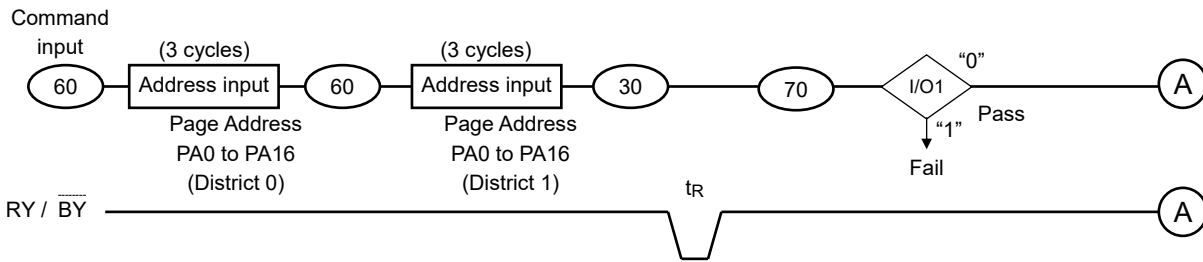 Command
input
(3 cycles)
(3 cycles)
60
Address input
60
Address input
30
70
I/O1
“0”
A
Page Address
PA0 to PA16
(District 0)
Page Address
PA0 to PA16
(District 1)
“1”
Pass
Fail
tR
RY / BY
A